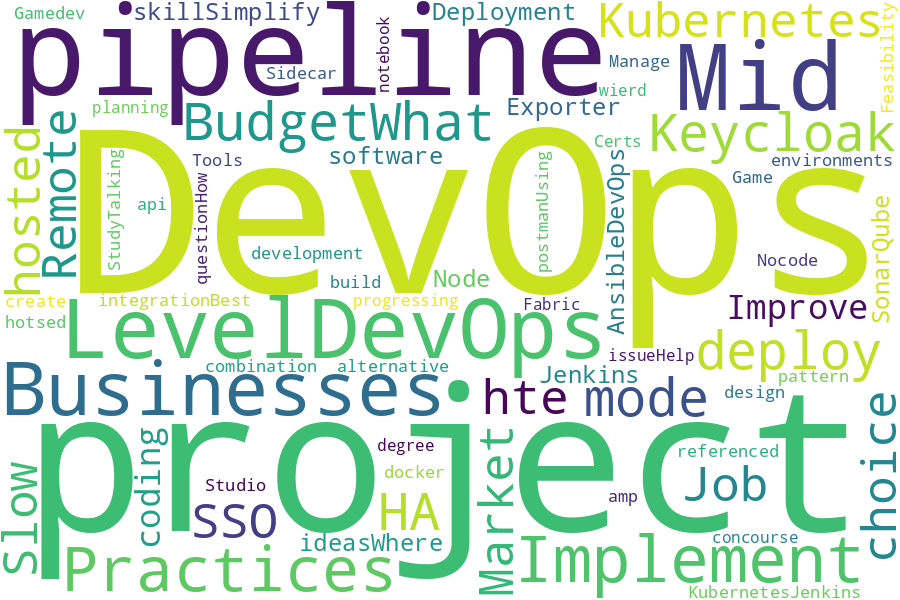 Gamedev
skillSimplify
Deployment
Kubernetes
pipeline
notebook
Sidecar
Manage
Mid
Feasibility
planning
BudgetWhat
Exporter
wierd
Keycloak
hosted
Remote
StudyTalking
Tools
software
Certs
environments
DevOps
api
questionHow
postmanUsing
AnsibleDevOps
Game
SonarQube
development
build
Node
Nocode
create
integrationBest
progressing
Fabric
Improve
hotsed
LevelDevOps
issueHelp
deploy
combination
alternative
Jenkins
pattern
Businesses
hte
mode
design
choice
project
coding
degree
Market
referenced
Slow
Studio
docker
Job
SSO
HA
amp
ideasWhere
concourse
Practices
Implement
KubernetesJenkins